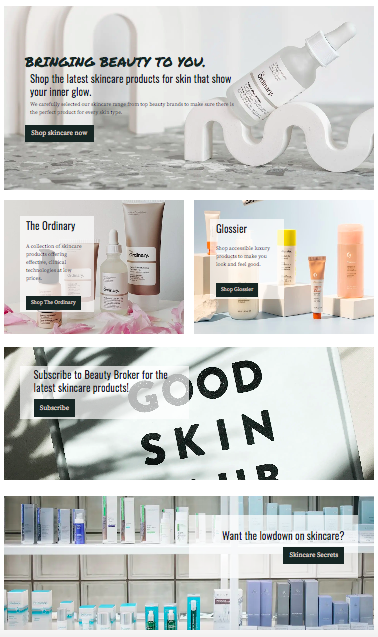 BRINGING BEAUTY TO YOU.
Shop the latest skincare products for skin that show
your inner glow.
We carefully selected our skincare range from top beauty brands to make sure there is
the perfect product for every skin type.
Shop skincare now
Ordinary.
The Ordinary
A collection of skincare
products offering
effective, clinical
technologies at low
prices.
Shop The Ordinary
Ordinary.
Ordinary.
Glossier
Shop accessible luxury
products to make you
look and feel good.
Shop Glossier
Subscribe to Beauty Broker for the
latest skincare products!
Subscribe
GOOD
SKIN
Want the lowdown on skincare?
Skincare Secrets